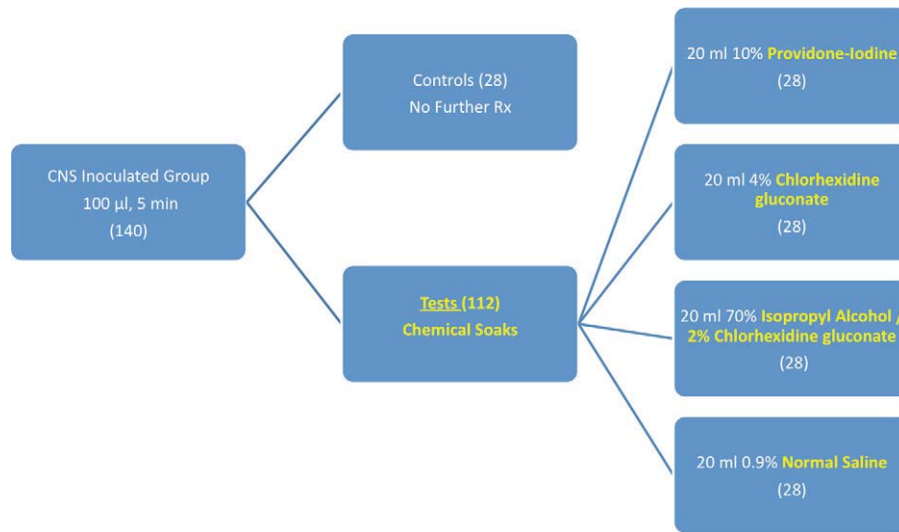 CNS Inoculated Group
100 µl, 5 min
(140)
Controls (28)
No Further Rx
Tests (112)
Chemical Soaks
20 ml 10% Providone-Iodine
(28)
20 ml 4% Chlorhexidine
gluconate
(28)
20 ml 70% Isopropyl Alcohol /
2% Chlorhexidine gluconate
(28)
20 ml 0.9% Normal Saline
(28)